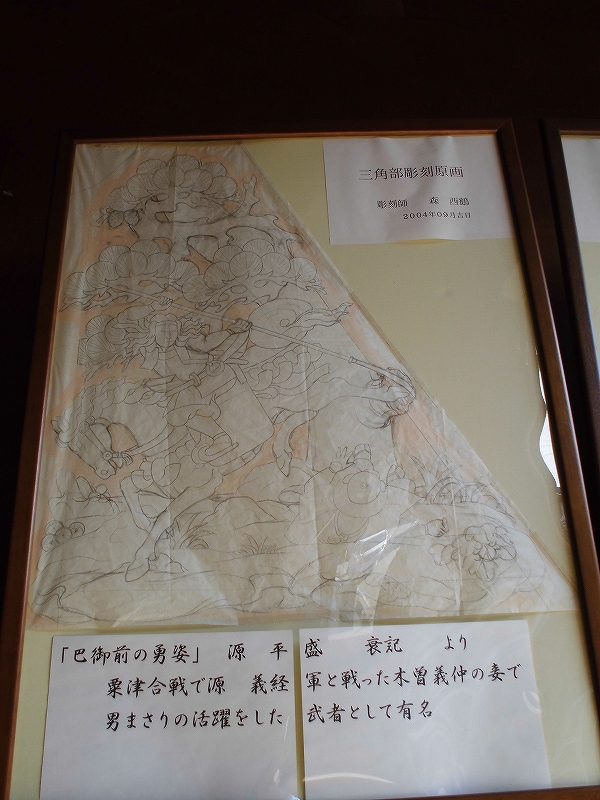 三角部彫刻原画
彫刻師 森 西鶴
2004年09月吉日
「巴御前の勇姿」 源 平 盛 衰記 より
粟津合戦で源 義経 軍と戦った木曽義仲の妻で
男まさりの活躍をした 武者として有名